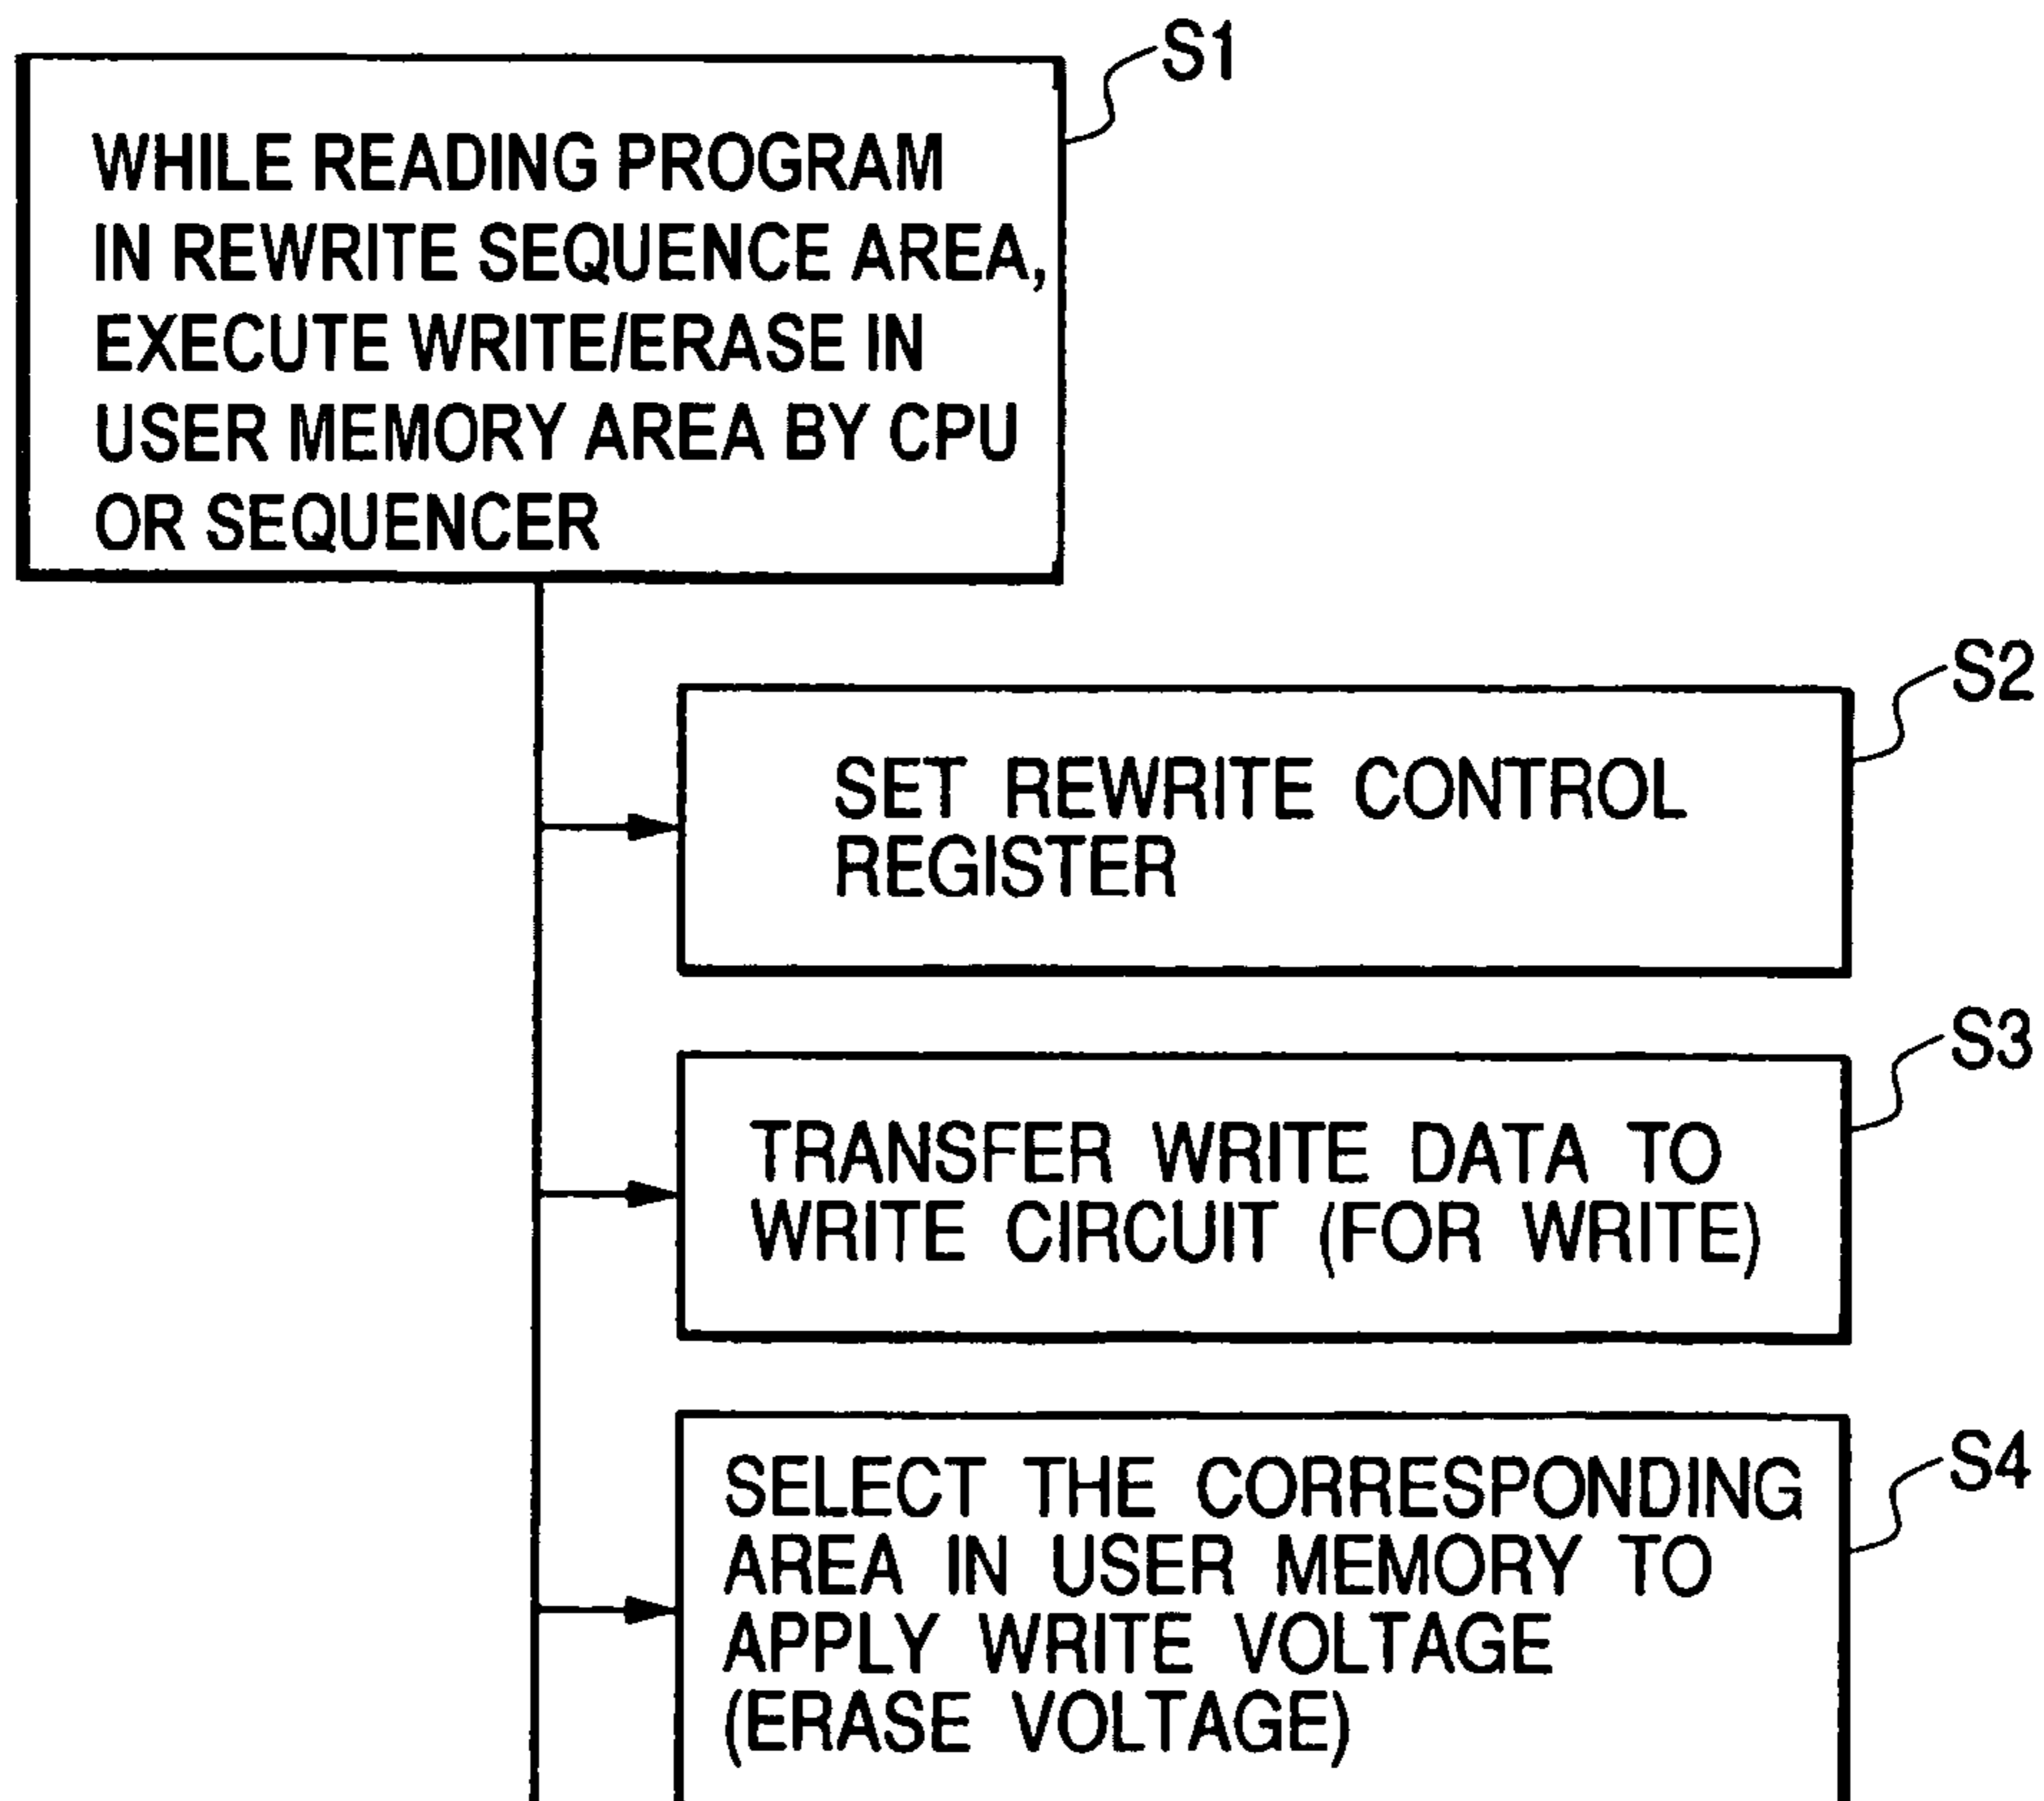 S1
WHILE READING PROGRAM
IN REWRITE SEQUENCE AREA,
EXECUTE WRITE/ERASE IN
USER MEMORY AREA BY CPU
OR SEQUENCER
S2
SET REWRITE CONTROL
REGISTER
S3
TRANSFER WRITE DATA TO
WRITE CIRCUIT (FOR WRITE)
S4
SELECT THE CORRESPONDING
AREA IN USER MEMORY TO
APPLY WRITE VOLTAGE
(ERASE VOLTAGE)